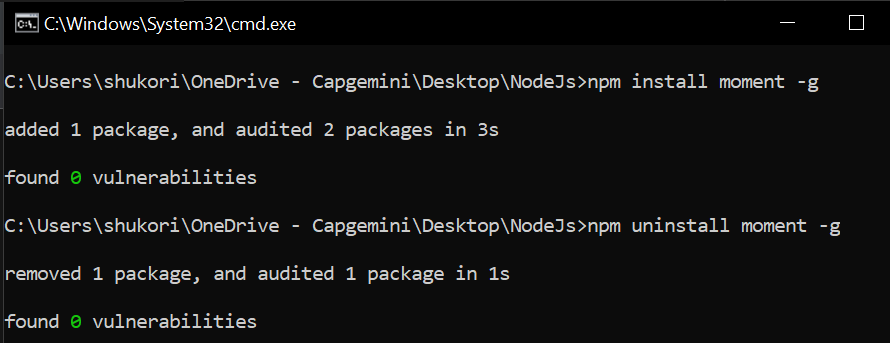 C:\Windows\System32\cmd.exe
C:\Users\shukori\OneDrive - Capgemini\Desktop\NodeJs>npm install moment -g
added 1 package, and audited 2 packages in 3s
found 0 vulnerabilities
C:\Users\shukori\OneDrive - Capgemini\Desktop\NodeJs>npm uninstall moment -g
removed 1 package, and audited 1 package in 1s
found 0 vulnerabilities